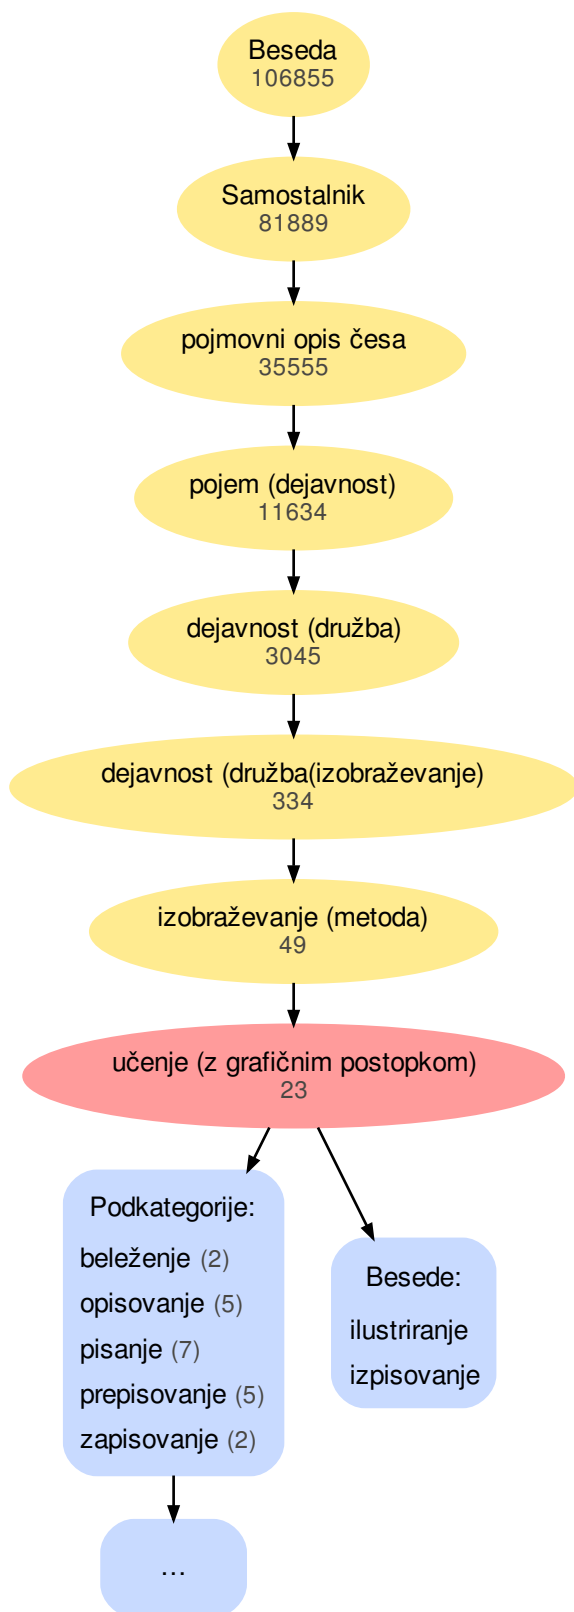 Beseda
106855
Samostalnik
81889
pojmovni opis česa
35555
pojem (dejavnost)
11634
dejavnost (družba)
3045
dejavnost (družba(izobraževanje)
334
izobraževanje (metoda)
49
učenje (z grafičnim postopkom)
23
Podkategorije:
beleženje (2)
opisovanje (5)
pisanje (7)
prepisovanje (5)
zapisovanje (2)
Besede:
ilustriranje
izpisovanje
...